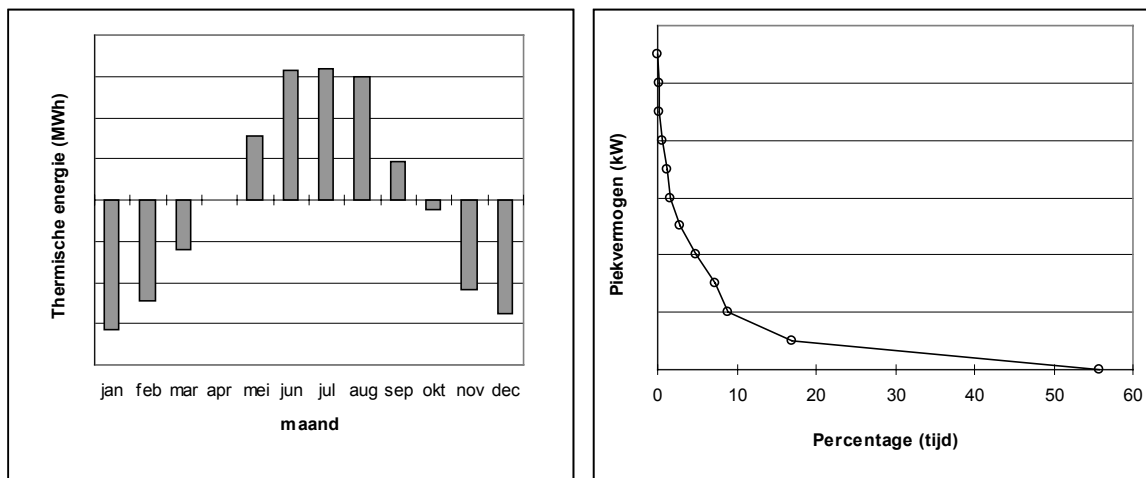 Thermische energie (MWh)
jan feb mar apr mei jun jul aug sep okt nov dec
maand
Piekvermogen (kW)
0 10 20 30 40 50 60
Percentage (tijd)